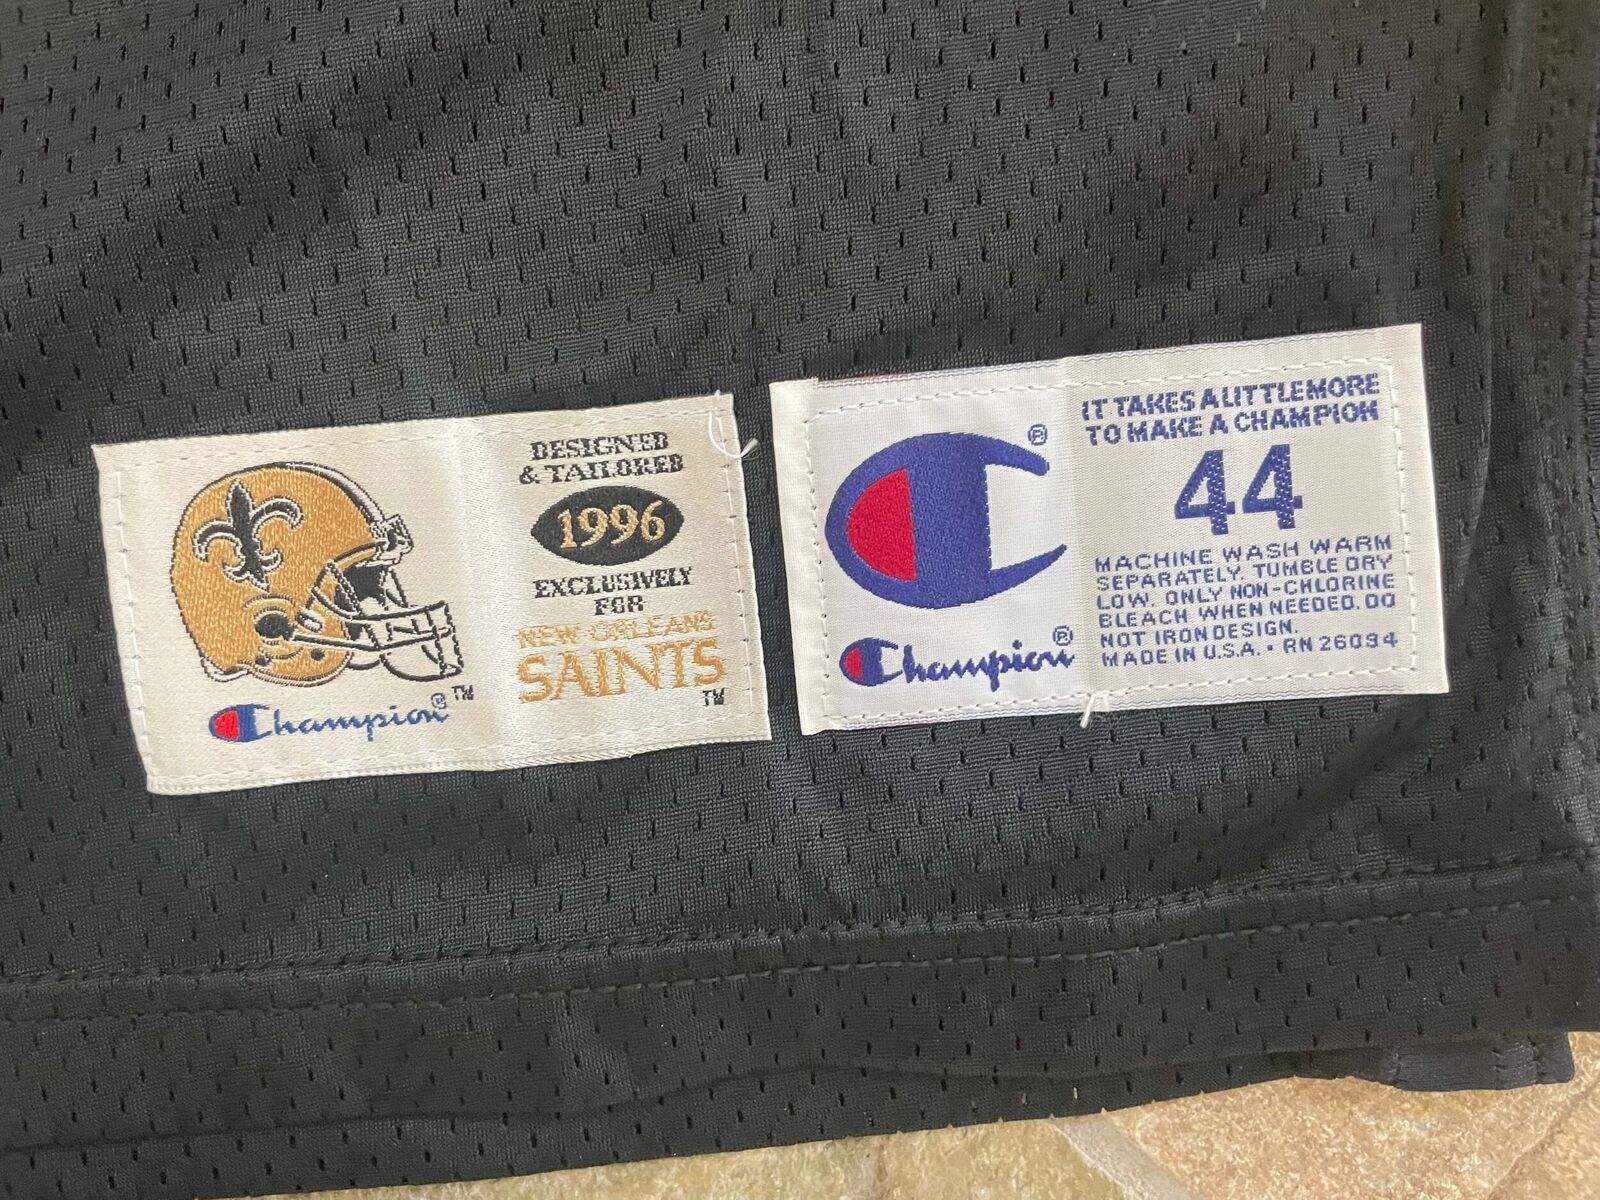 DESIGNED
& TAILORED
1996
EXCLUSIVELY
FOR
NEW ORLEANS
SAINTS
TM
Champion® TM
IT TAKES A LITTLE MORE
TO MAKE A CHAMPION
®
44
MACHINE WASH WARM
SEPARATELY. TUMBLE DRY
LOW. ONLY NON-CHLORINE
BLEACH WHEN NEEDED. DO
NOT IRON DESIGN.
MADE IN U.S.A. • RN 26094
Champion®